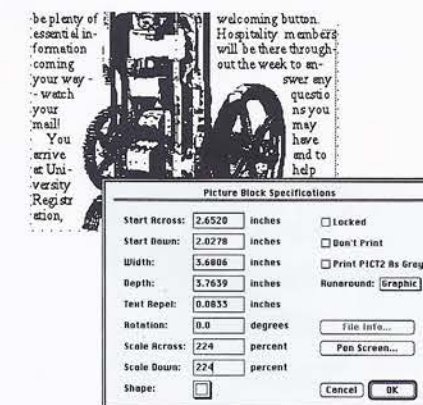 be plenty of
essential in-
formation
coming
your way -
- watch
your
mail!
You
arrive
at Uni-
versity
Registr
ation,
welcoming button.
Hospitality members
will be there through-
out the week to an-
swer any
questio
ns you
may
have
and to
help
Picture Block Specifications
Start Across: 2.6520 inches
Start Down: 2.0278 inches
Width: 3.6806 inches
Depth: 3.7639 inches
Text Repel: 0.0833 inches
Rotation: 0.0 degrees
Scale Across: 224 percent
Scale Down: 224 percent
Shape:
Locked
Don't Print
Print PICT2 As Grey
Runaround: Graphic
File Info...
Pen Screen...
Cancel OK